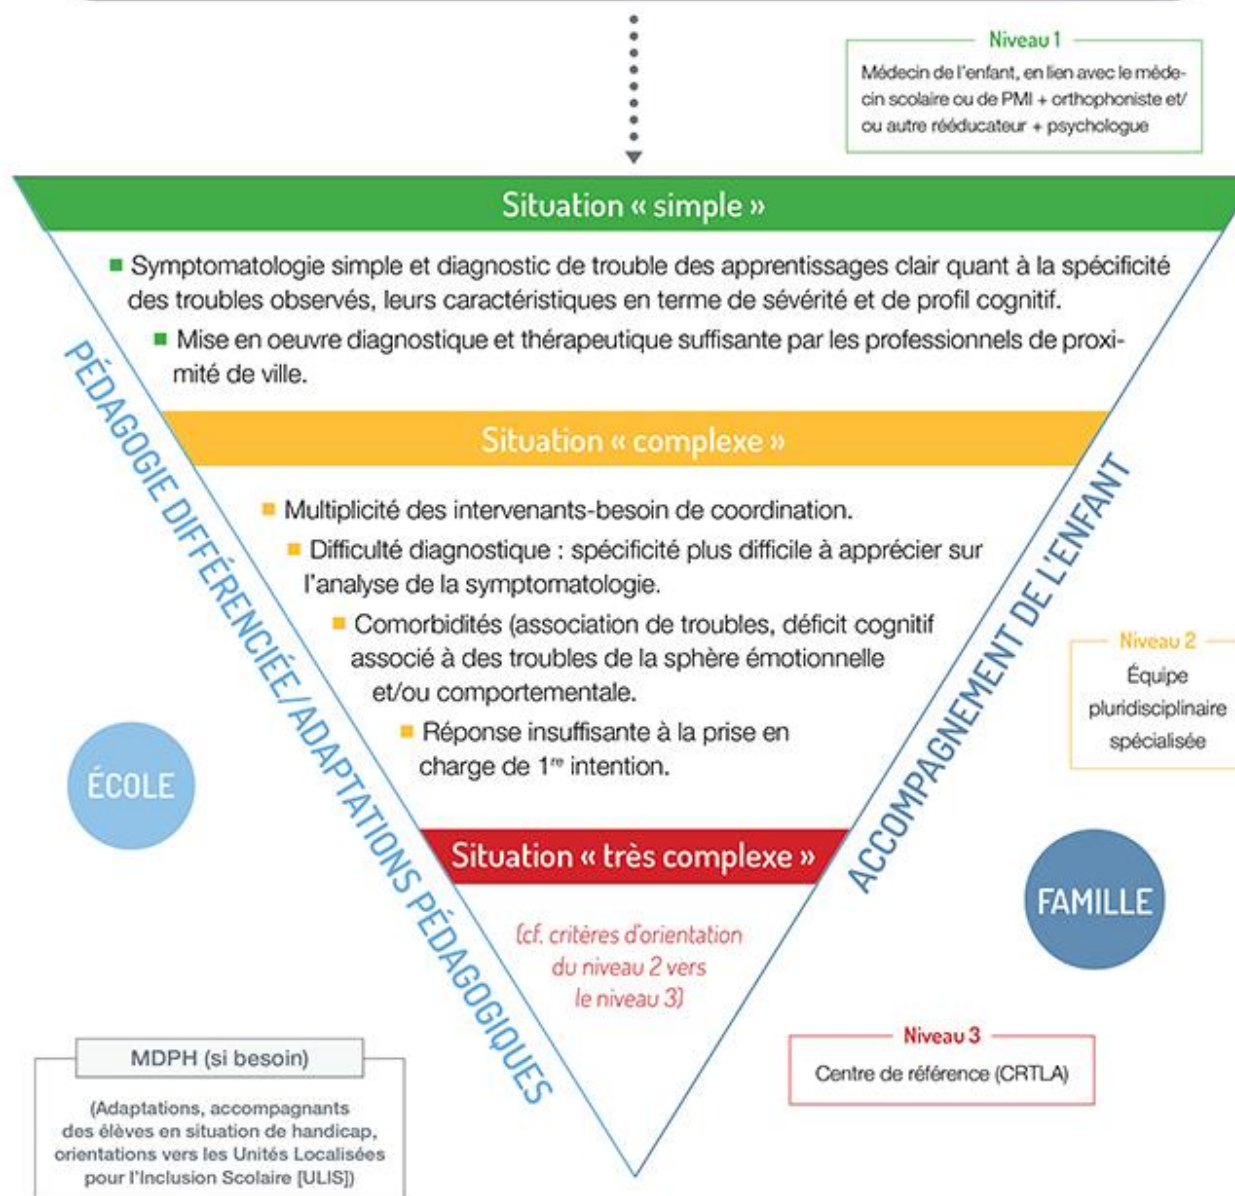 Niveau 1
Médecin de l'enfant, en lien avec le méde-
cin scolaire ou de PMI + orthophoniste et/
ou autre rééducateur + psychologue
Situation « simple »
■ Symptomatologie simple et diagnostic de trouble des apprentissages clair quant à la spécificité
des troubles observés, leurs caractéristiques en terme de sévérité et de profil cognitif.
■ Mise en oeuvre diagnostique et thérapeutique suffisante par les professionnels de proxi-
mité de ville.
PÉDAGOGIE DIFFÉRENCIÉE/ADAPTATIONS PÉDAGOGIQUES
Situation « complexe »
■ Multiplicité des intervenants-besoin de coordination.
■ Difficulté diagnostique : spécificité plus difficile à apprécier sur
l'analyse de la symptomatologie.
■ Comorbidités (association de troubles, déficit cognitif
associé à des troubles de la sphère émotionnelle
et/ou comportementale.
■ Réponse insuffisante à la prise en
charge de 1re intention.
ACCOMPAGNEMENT DE L'ENFANT
Niveau 2
Équipe
pluridisciplinaire
spécialisée
ÉCOLE
Situation « très complexe »
FAMILLE
(cf. critères d'orientation
du niveau 2 vers
le niveau 3)
Niveau 3
Centre de référence (CRTLA)
MDPH (si besoin)
(Adaptations, accompagnants
des élèves en situation de handicap,
orientations vers les Unités Localisées
pour l'Inclusion Scolaire [ULIS])